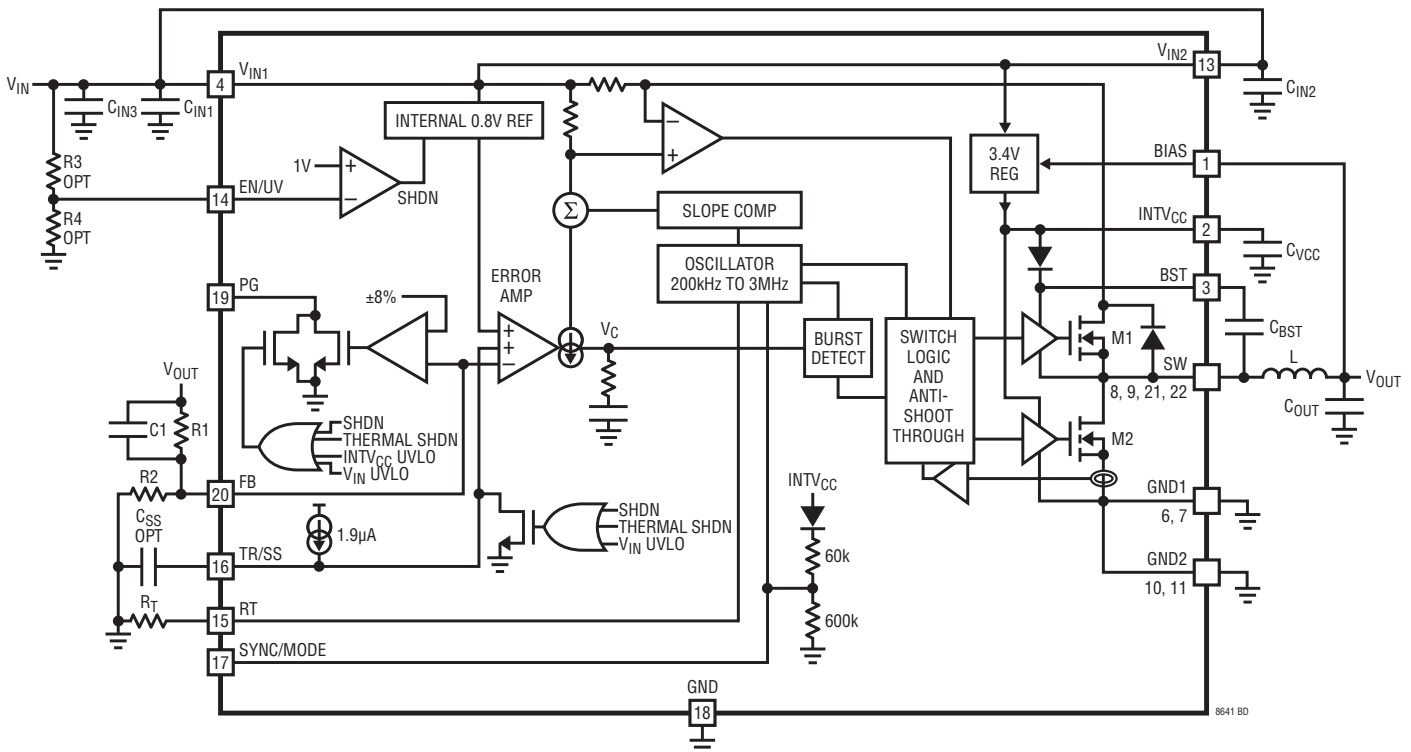 VIN
CIN3
CIN1
4
VIN1
VIN2
13
CIN2
INTERNAL 0.8V REF
R3
OPT
1V
+
−
SHDN
14
EN/UV
R4
OPT
−
+
3.4V
REG
BIAS
1
INTVCC
2
CVCC
Σ
SLOPE COMP
OSCILLATOR
200kHz TO 3MHz
BST
3
CBST
19
PG
±8%
ERROR
AMP
+
+
−
VC
BURST
DETECT
SWITCH
LOGIC
AND
ANTI-
SHOOT
THROUGH
M1
SW
8, 9, 21, 22
L
VOUT
COUT
M2
VOUT
C1
R1
SHDN
THERMAL SHDN
INTVCC UVLO
VIN UVLO
R2
20
FB
CSS
OPT
1.9µA
16
TR/SS
SHDN
THERMAL SHDN
VIN UVLO
INTVCC
60k
600k
GND1
6, 7
GND2
10, 11
RT
15
RT
17
SYNC/MODE
GND
18
8641 BD